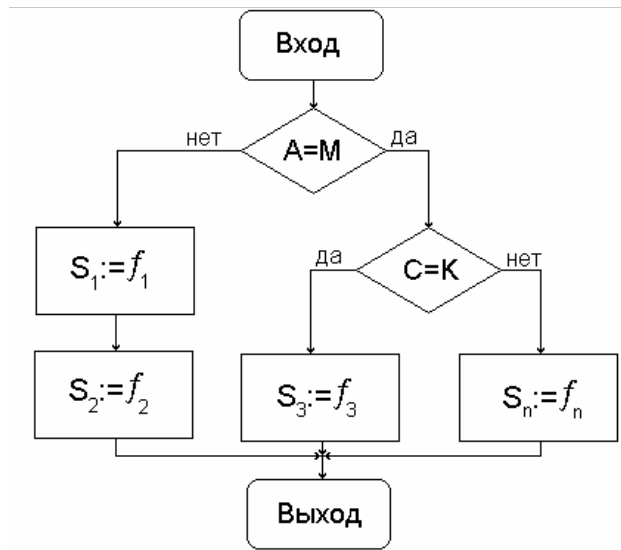 Вход
нет
A=M
да
S₁:=f₁
да
C=K
нет
S₂:=f₂
S₃:=f₃
Sₙ:=fₙ
Выход